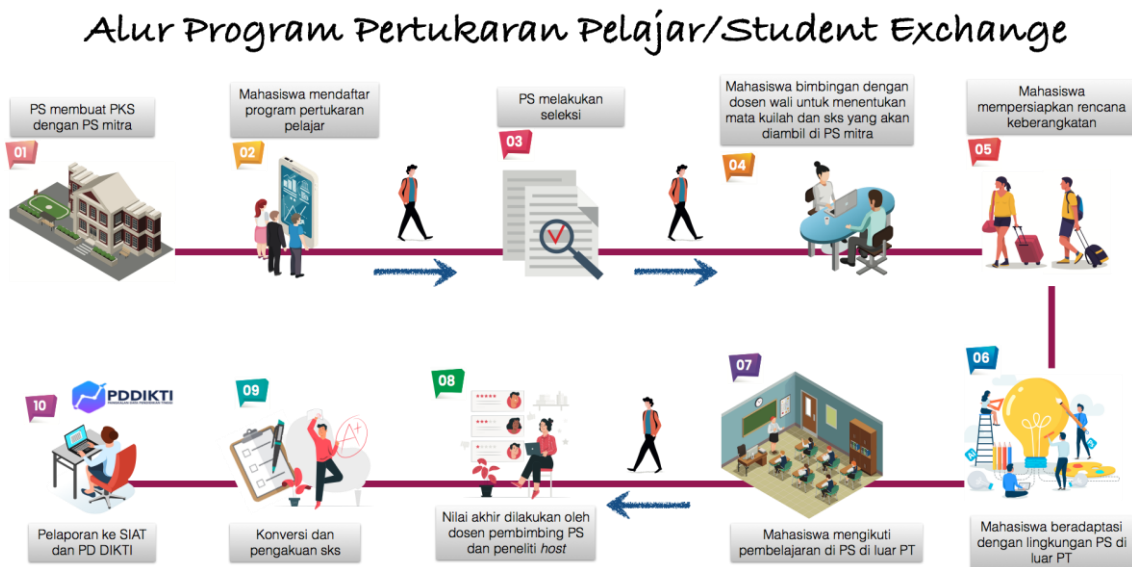 Alur Program Pertukaran Pelajar/Student Exchange
PS membuat PKS
dengan PS mitra
01
Mahasiswa mendaftar
program pertukaran
pelajar
02
PS melakukan
seleksi
03
Mahasiswa bimbingan dengan
dosen wali untuk menentukan
mata kuilah dan sks yang akan
diambil di PS mitra
04
Mahasiswa
mempersiapkan rencana
keberangkatan
05
06
Mahasiswa beradaptasi
dengan lingkungan PS di
luar PT
07
Mahasiswa mengikuti
pembelajaran di PS di luar PT
08
Nilai akhir dilakukan oleh
dosen pembimbing PS
dan peneliti host
09
A+
Konversi dan
pengakuan sks
10
PDDIKTI
Pelaporan ke SIAT
dan PD DIKTI